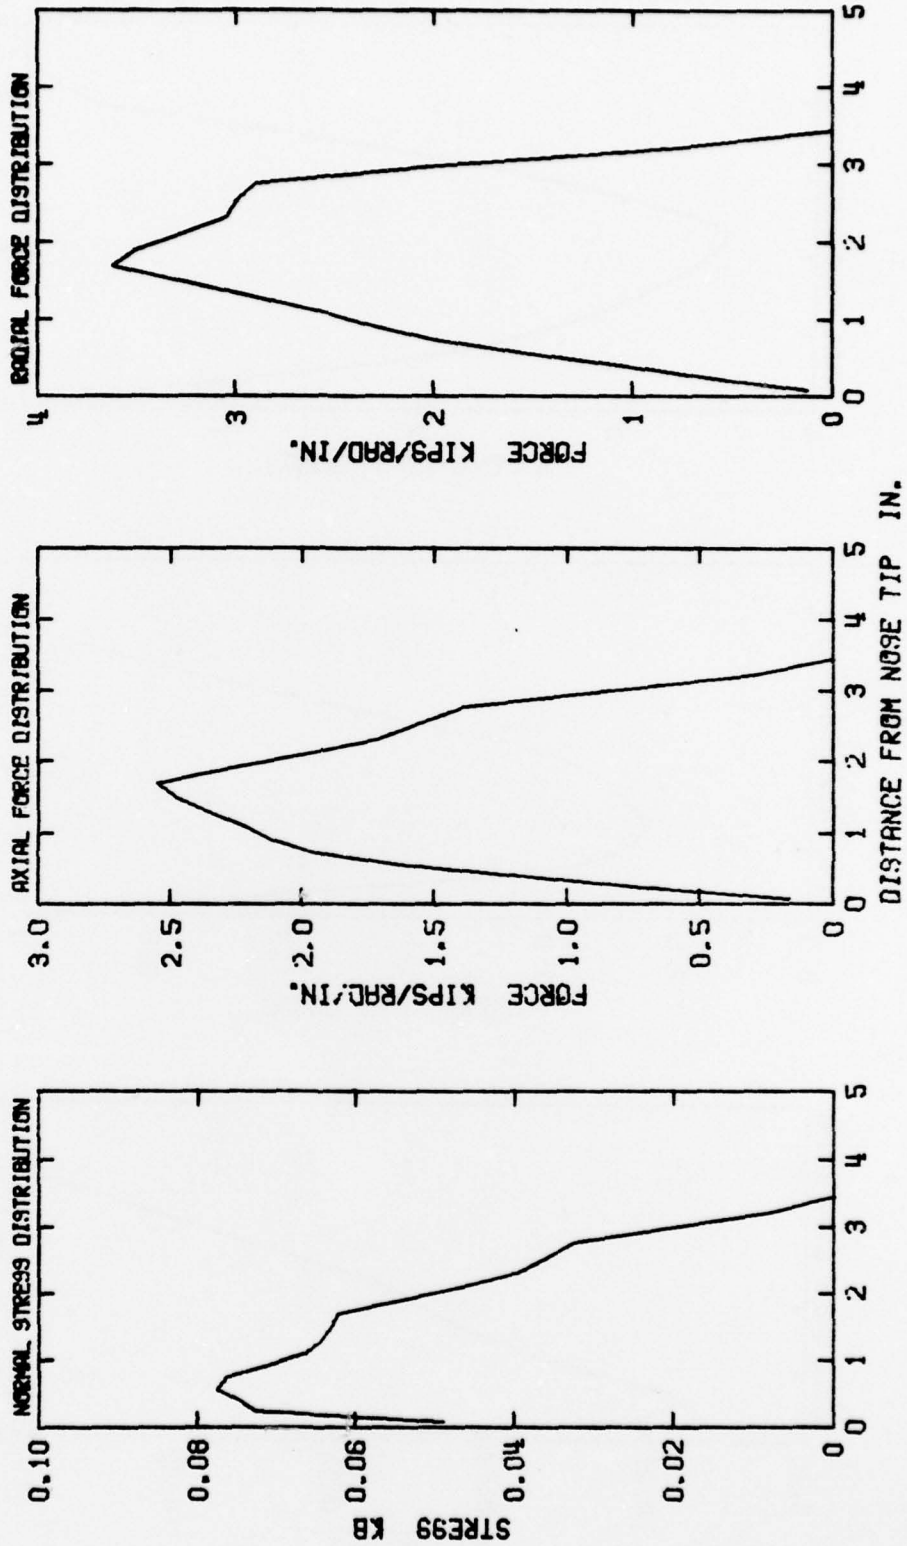 NORMAL STRESS DISTRIBUTION
STRESS KB
0.10
0.08
0.06
0.04
0.02
0
0 1 2 3 4 5
AXIAL FORCE DISTRIBUTION
FORCE KIPS/RAD/IN.
3.0
2.5
2.0
1.5
1.0
0.5
0
0 1 2 3 4 5
DISTANCE FROM NOSE TIP IN.
RADIAL FORCE DISTRIBUTION
FORCE KIPS/RAD/IN.
4
3
2
1
0
0 1 2 3 4 5